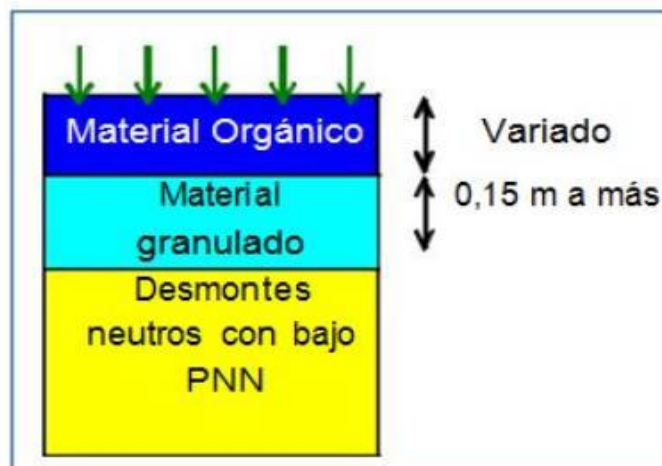 Material Orgánico
Variado
Material
granulado
0,15 m a más
Desmontes
neutros con bajo
PNN